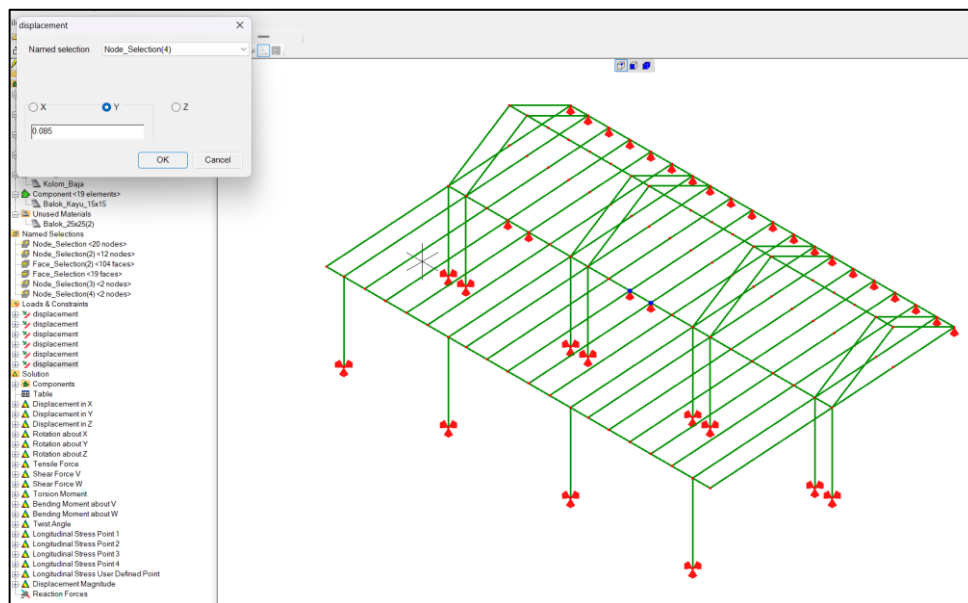 displacement
Named selection
Node_Selection(4)
X
Y
Z
0.085
OK
Cancel
Kolom_Baja
Component <19 elements>
Balok_Kayu_15x15
Unused Materials
Balok_25x25(2)
Named Selections
Node_Selection <20 nodes>
Node_Selection(2) <12 nodes>
Face_Selection(2) <104 faces>
Face_Selection <19 faces>
Node_Selection(3) <2 nodes>
Node_Selection(4) <2 nodes>
Loads & Constraints
displacement
displacement
displacement
displacement
displacement
displacement
Solution
Components
Table
Displacement in X
Displacement in Y
Displacement in Z
Rotation about X
Rotation about Y
Rotation about Z
Tensile Force
Shear Force V
Shear Force W
Torsion Moment
Bending Moment about V
Bending Moment about W
Twist Angle
Longitudinal Stress Point 1
Longitudinal Stress Point 2
Longitudinal Stress Point 3
Longitudinal Stress Point 4
Longitudinal Stress User Defined Point
Displacement Magnitude
Reaction Forces